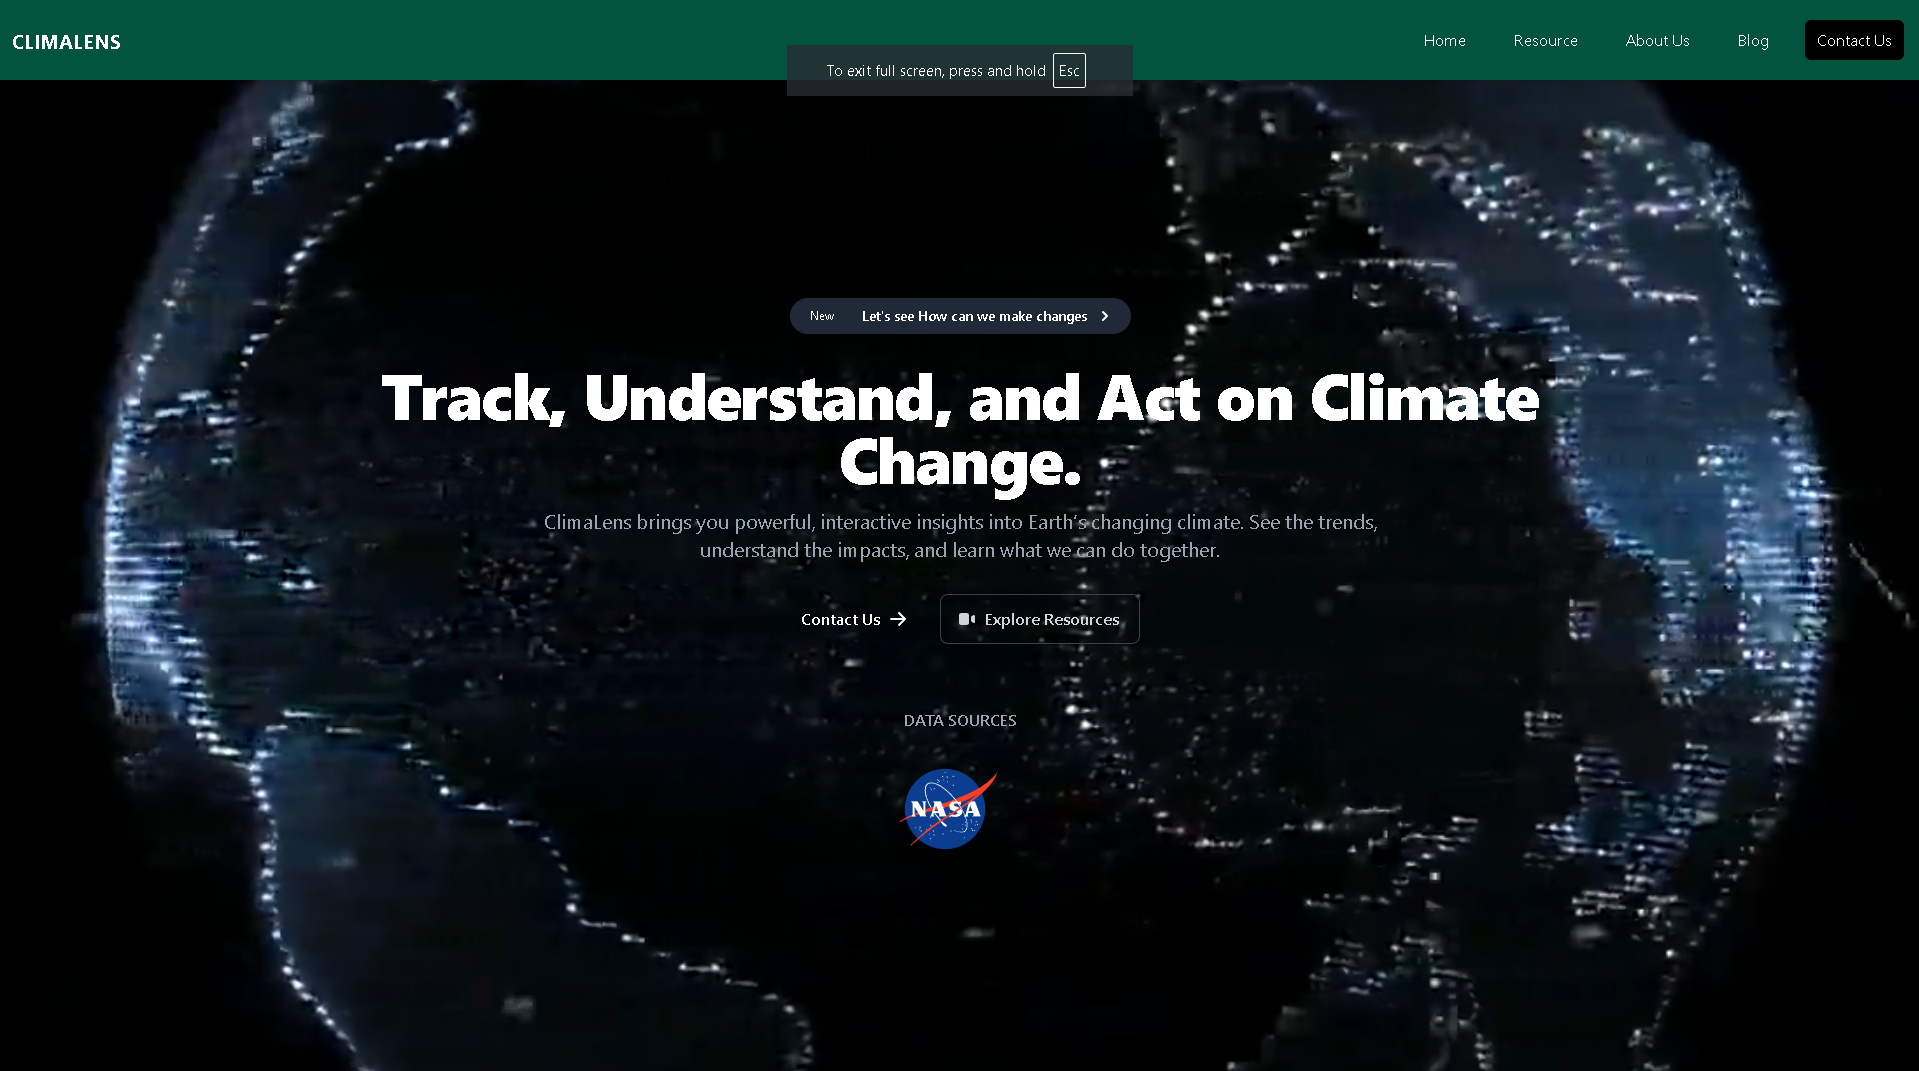 CLIMALENS
Home
Resource
About Us
Blog
Contact Us
To exit full screen, press and hold Esc
New Let's see How can we make changes
Track, Understand, and Act on Climate
Change.
ClimaLens brings you powerful, interactive insights into Earth's changing climate. See the trends,
understand the impacts, and learn what we can do together.
Contact Us
Explore Resources
DATA SOURCES
NASA